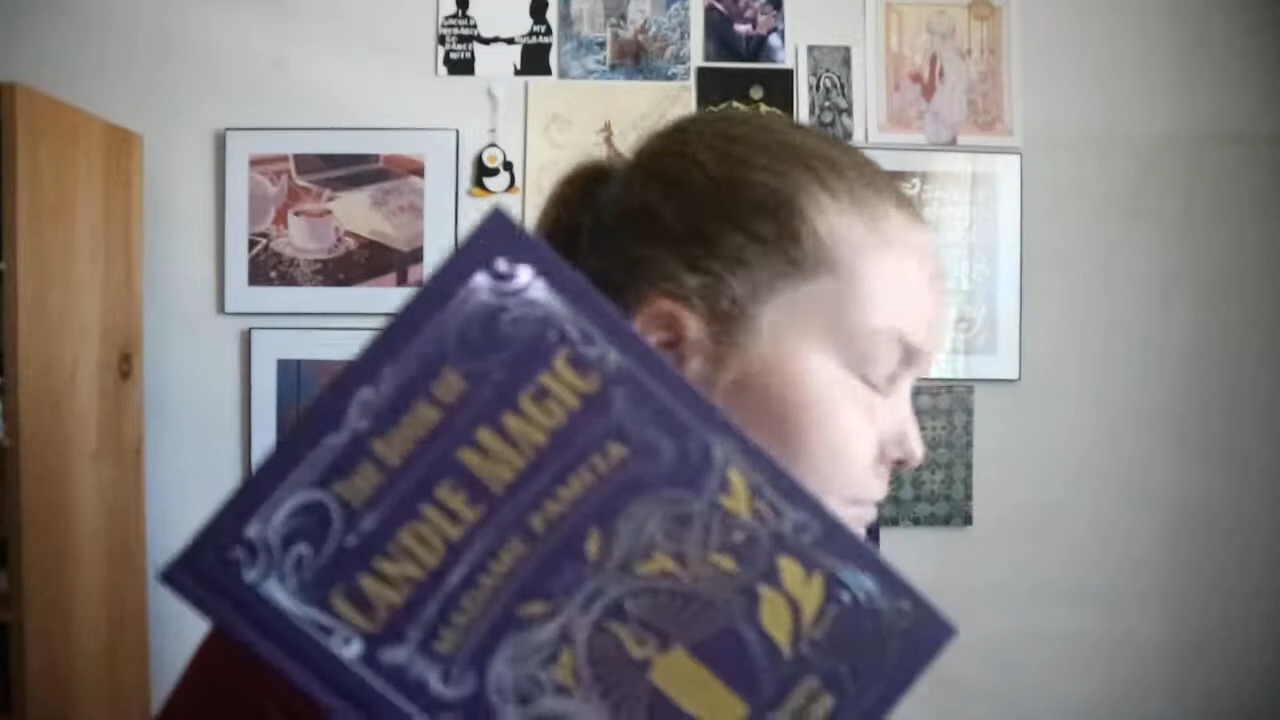 I
SHOULD
PROBABLY
GO
DANCE
WITH
MY
HUSBAND
THE BOOK OF
CANDLE MAGIC
MADAME PAMITA